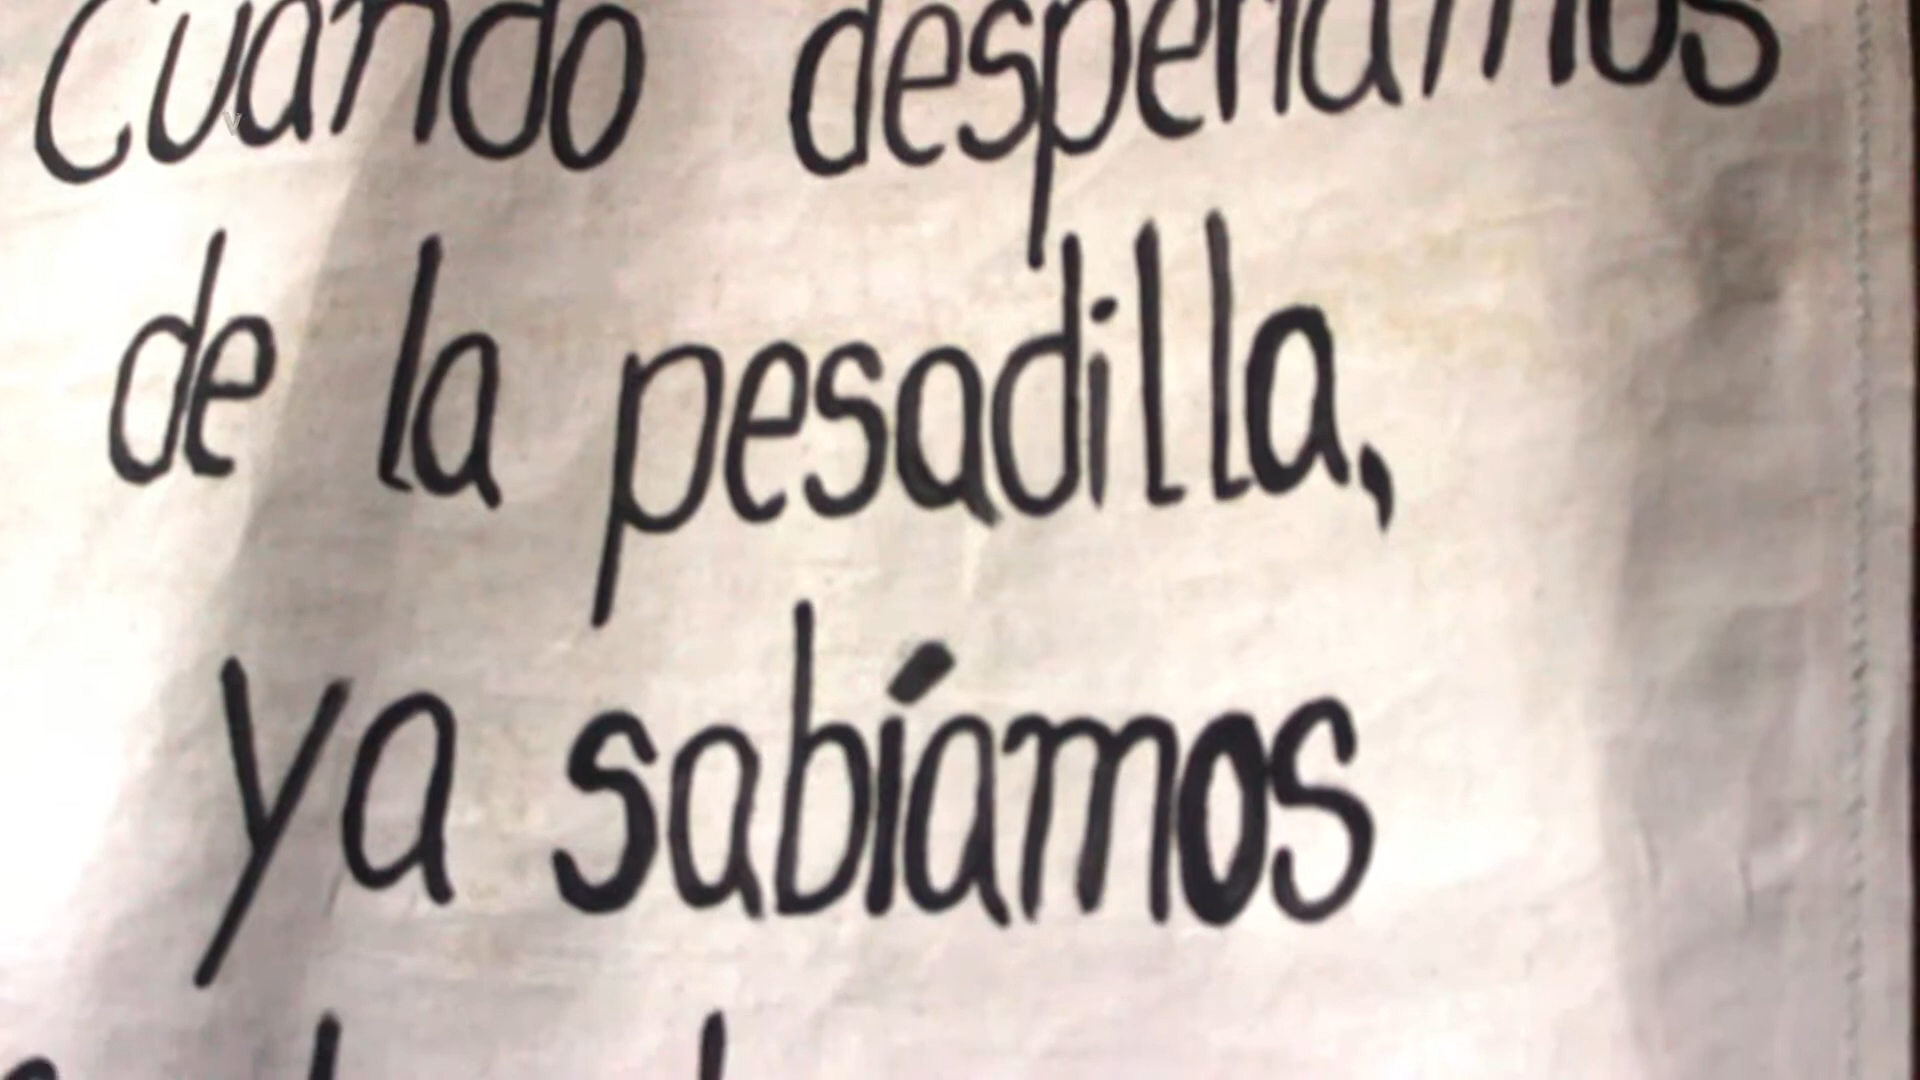 Cuando despertamos
de la pesadilla,
ya sabíamos